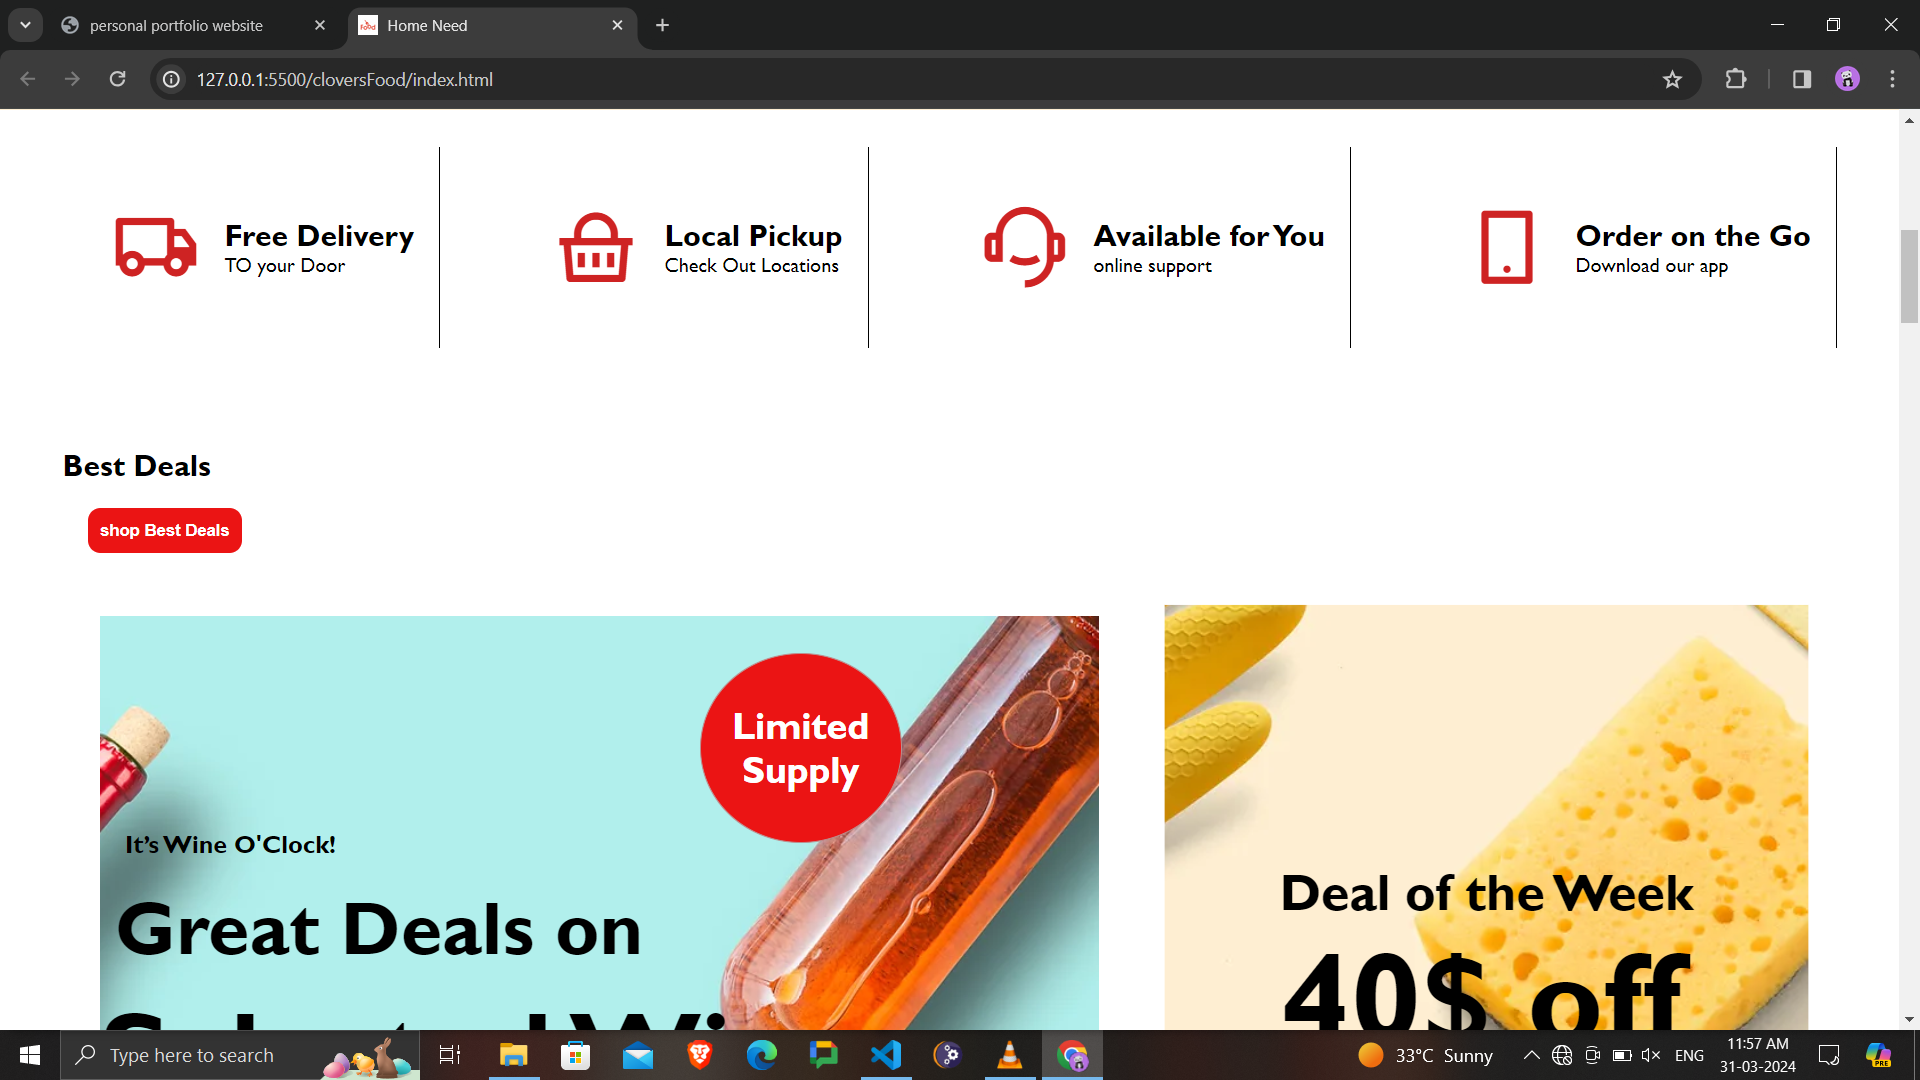 personal portfolio website
Food
Home Need
127.0.0.1:5500/cloversFood/index.html
Free Delivery
TO your Door
Local Pickup
Check Out Locations
Available for You
online support
Order on the Go
Download our app
Best Deals
shop Best Deals
Limited
Supply
It's Wine O'Clock!
Great Deals on
Deal of the Week
40$ off
Type here to search
33°C Sunny
ENG
11:57 AM
31-03-2024
PRE